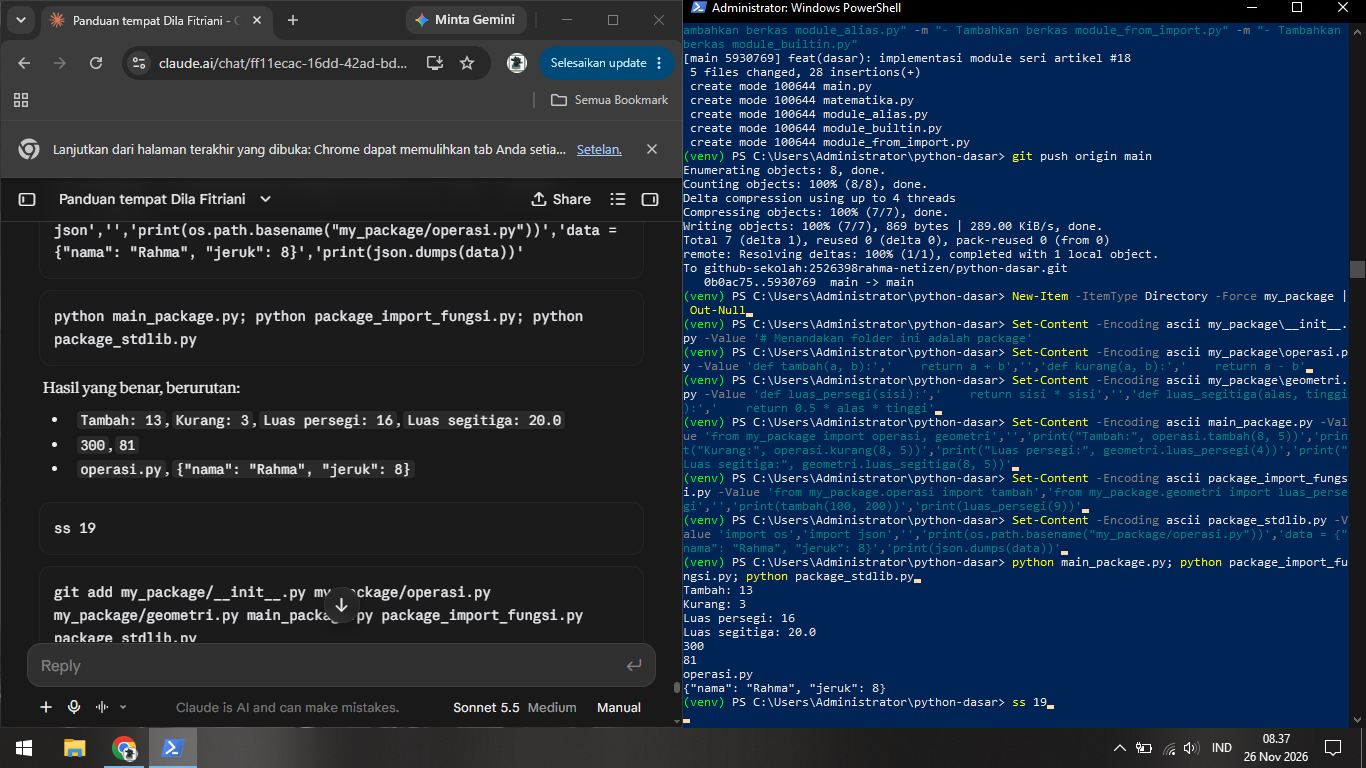 Panduan tempat Dila Fitriani - C
Minta Gemini
claude.ai/chat/ff11ecac-16dd-42ad-bd...
Selesaikan update
Semua Bookmark
Lanjutkan dari halaman terakhir yang dibuka: Chrome dapat memulihkan tab Anda setia...
Setelan.
Panduan tempat Dila Fitriani
Share
json','','print(os.path.basename("my_package/operasi.py"))','data =
{"nama": "Rahma", "jeruk": 8}','print(json.dumps(data))'
python main_package.py; python package_import_fungsi.py; python
package_stdlib.py
Hasil yang benar, berurutan:
• Tambah: 13, Kurang: 3, Luas persegi: 16, Luas segitiga: 20.0
• 300, 81
• operasi.py, {"nama": "Rahma", "jeruk": 8}
ss 19
git add my_package/__init__.py my_package/operasi.py
my_package/geometri.py main_package.py package_import_fungsi.py
package_stdlib.py
Reply
Claude is AI and can make mistakes.
Sonnet 5.5 Medium
Manual
Administrator: Windows PowerShell
ambahkan berkas module_alias.py" -m "- Tambahkan berkas module_from_import.py" -m "- Tambahkan
berkas module_builtin.py"
[main 5930769] feat(dasar): implementasi module seri artikel #18
5 files changed, 28 insertions(+)
create mode 100644 main.py
create mode 100644 matematika.py
create mode 100644 module_alias.py
create mode 100644 module_builtin.py
create mode 100644 module_from_import.py
(venv) PS C:\Users\Administrator\python-dasar> git push origin main
Enumerating objects: 8, done.
Counting objects: 100% (8/8), done.
Delta compression using up to 4 threads
Compressing objects: 100% (7/7), done.
Writing objects: 100% (7/7), 869 bytes | 289.00 KiB/s, done.
Total 7 (delta 1), reused 0 (delta 0), pack-reused 0 (from 0)
remote: Resolving deltas: 100% (1/1), completed with 1 local object.
To github-sekolah:2526398rahma-netizen/python-dasar.git
0b0ac75..5930769  main -> main
(venv) PS C:\Users\Administrator\python-dasar> New-Item -ItemType Directory -Force my_package |
Out-Null
(venv) PS C:\Users\Administrator\python-dasar> Set-Content -Encoding ascii my_package\__init__.
py -Value '# Menandakan folder ini adalah package'
(venv) PS C:\Users\Administrator\python-dasar> Set-Content -Encoding ascii my_package\operasi.p
y -Value 'def tambah(a, b):','    return a + b','','def kurang(a, b):','    return a - b'
(venv) PS C:\Users\Administrator\python-dasar> Set-Content -Encoding ascii my_package\geometri.
py -Value 'def luas_persegi(sisi):','    return sisi * sisi','','def luas_segitiga(alas, tinggi
):','    return 0.5 * alas * tinggi'
(venv) PS C:\Users\Administrator\python-dasar> Set-Content -Encoding ascii main_package.py -Val
ue 'from my_package import operasi, geometri','','print("Tambah:", operasi.tambah(8, 5))','prin
t("Kurang:", operasi.kurang(8, 5))','print("Luas persegi:", geometri.luas_persegi(4))','print("
Luas segitiga:", geometri.luas_segitiga(8, 5))'
(venv) PS C:\Users\Administrator\python-dasar> Set-Content -Encoding ascii package_import_fungs
i.py -Value 'from my_package.operasi import tambah','from my_package.geometri import luas_perse
gi','','print(tambah(100, 200))','print(luas_persegi(9))'
(venv) PS C:\Users\Administrator\python-dasar> Set-Content -Encoding ascii package_stdlib.py -V
alue 'import os','import json','','print(os.path.basename("my_package/operasi.py"))','data = {"
nama": "Rahma", "jeruk": 8}','print(json.dumps(data))'
(venv) PS C:\Users\Administrator\python-dasar> python main_package.py; python package_import_fu
ngsi.py; python package_stdlib.py
Tambah: 13
Kurang: 3
Luas persegi: 16
Luas segitiga: 20.0
300
81
operasi.py
{"nama": "Rahma", "jeruk": 8}
(venv) PS C:\Users\Administrator\python-dasar> ss 19
IND
08.37
26 Nov 2026